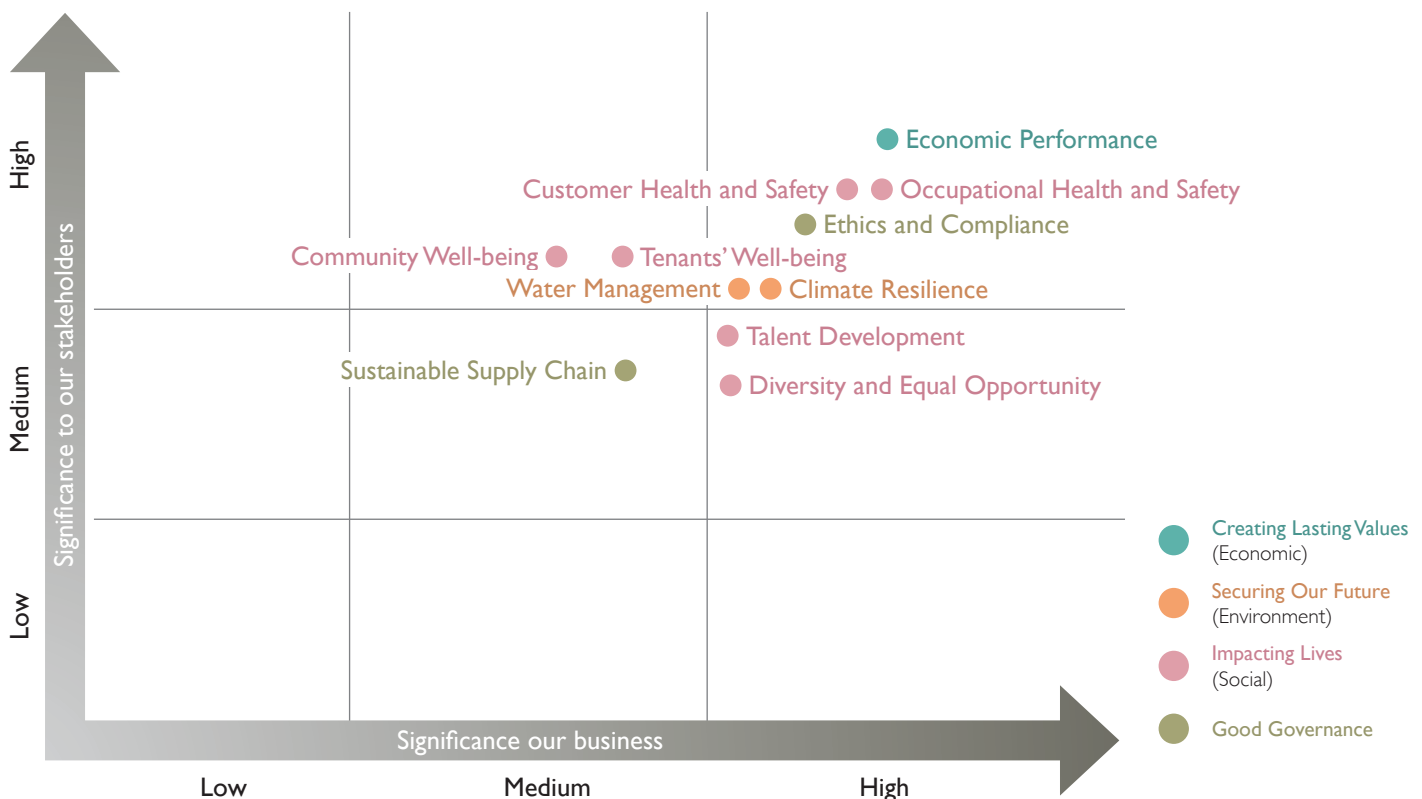 High
Medium
Low
Significance to our stakeholders
Economic Performance
Customer Health and Safety
Occupational Health and Safety
Ethics and Compliance
Community Well-being
Tenants' Well-being
Water Management
Climate Resilience
Talent Development
Sustainable Supply Chain
Diversity and Equal Opportunity
Significance our business
Low
Medium
High
Creating Lasting Values
(Economic)
Securing Our Future
(Environment)
Impacting Lives
(Social)
Good Governance